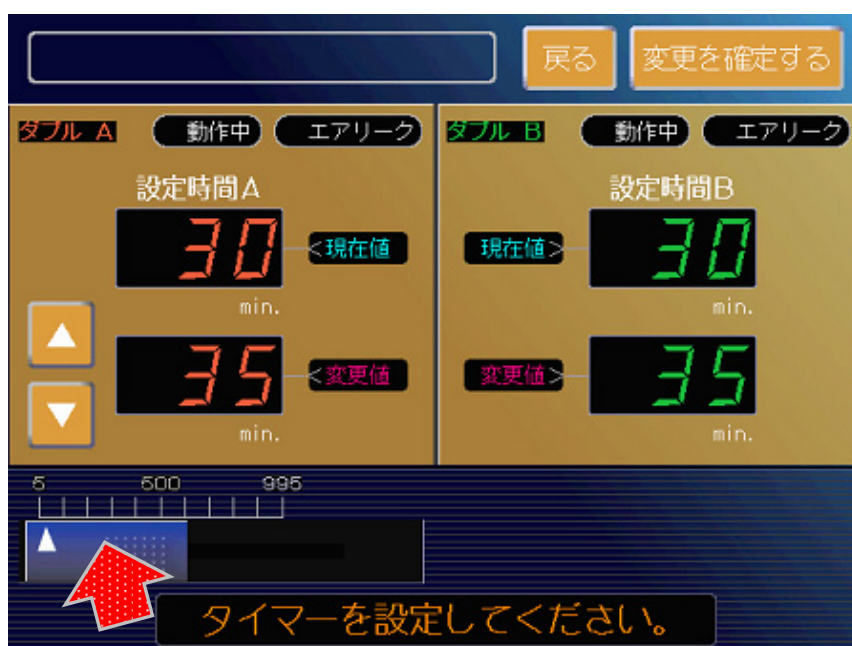 戻る 変更を確定する
ダブル A 動作中 エアリーク ダブル B 動作中 エアリーク
設定時間A 設定時間B
30 <現在値 現在値> 30
min. min.
35 <変更値 変更値> 35
min. min.
5 500 995
タイマーを設定してください。